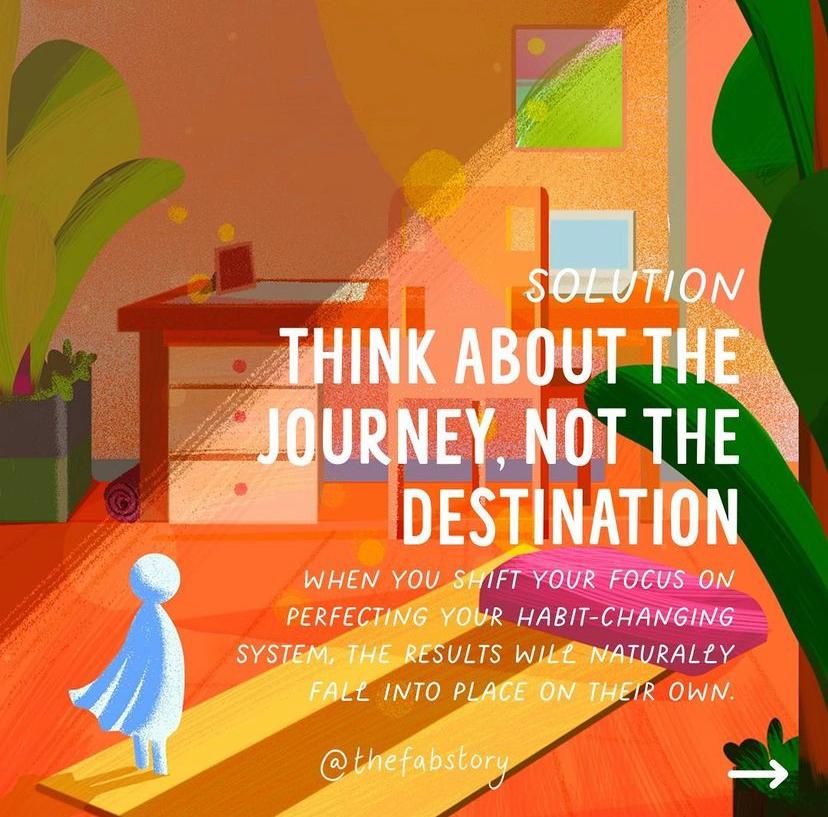 SOLUTION
THINK ABOUT THE
JOURNEY, NOT THE
DESTINATION
WHEN YOU SHIFT YOUR FOCUS ON
PERFECTING YOUR HABIT-CHANGING
SYSTEM, THE RESULTS WILL NATURALLY
FALL INTO PLACE ON THEIR OWN.
@thefabstory